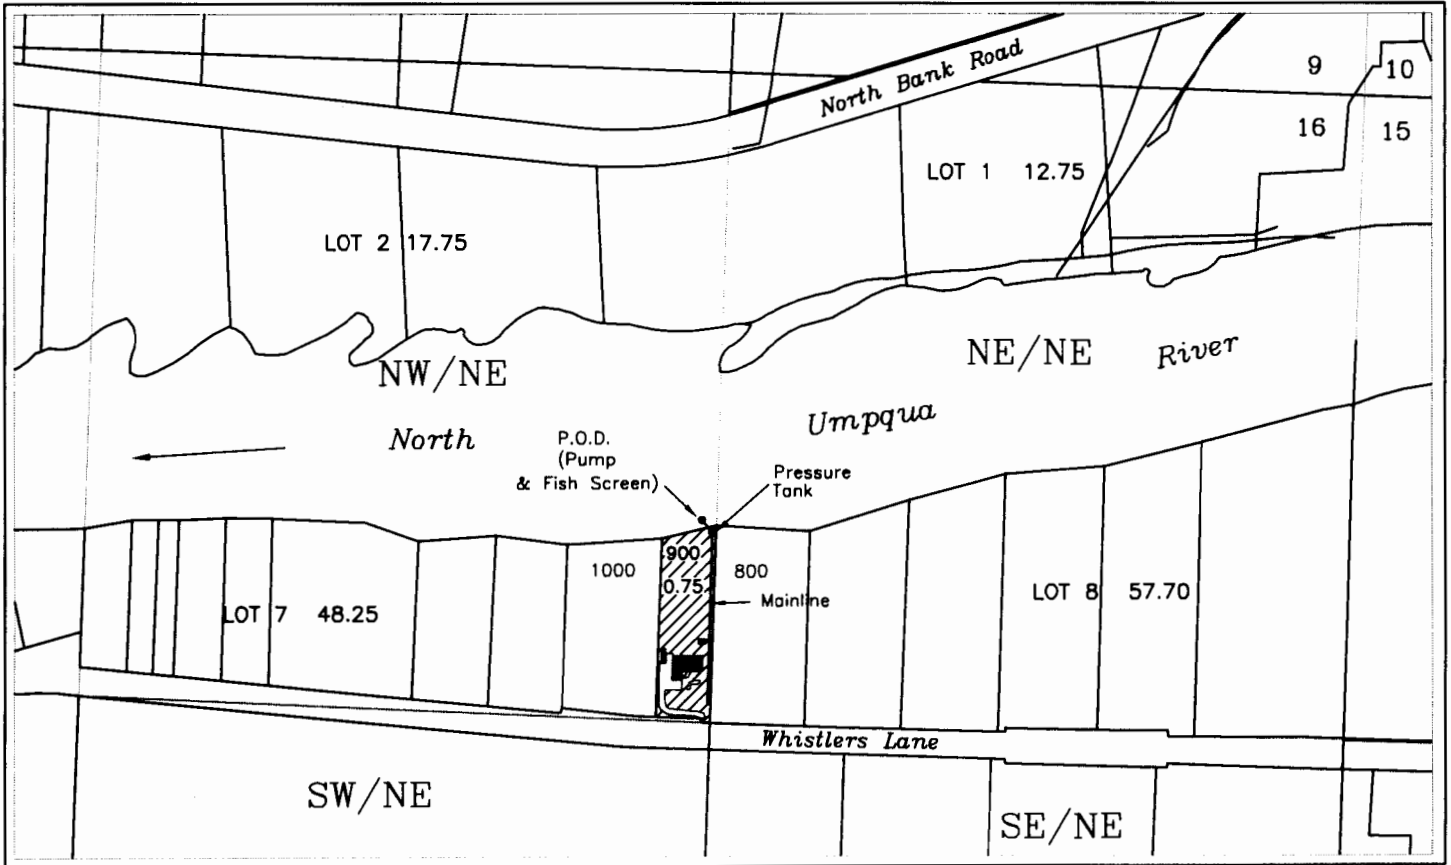 North Bank Road
9
10
16
15
LOT 1 12.75
LOT 2 17.75
NW/NE
NE/NE
River
Umpqua
North
P.O.D.
(Pump
& Fish Screen)
Pressure
Tank
900
1000
800
0.75
Mainline
LOT 8 57.70
LOT 7 48.25
Whistlers Lane
SW/NE
SE/NE